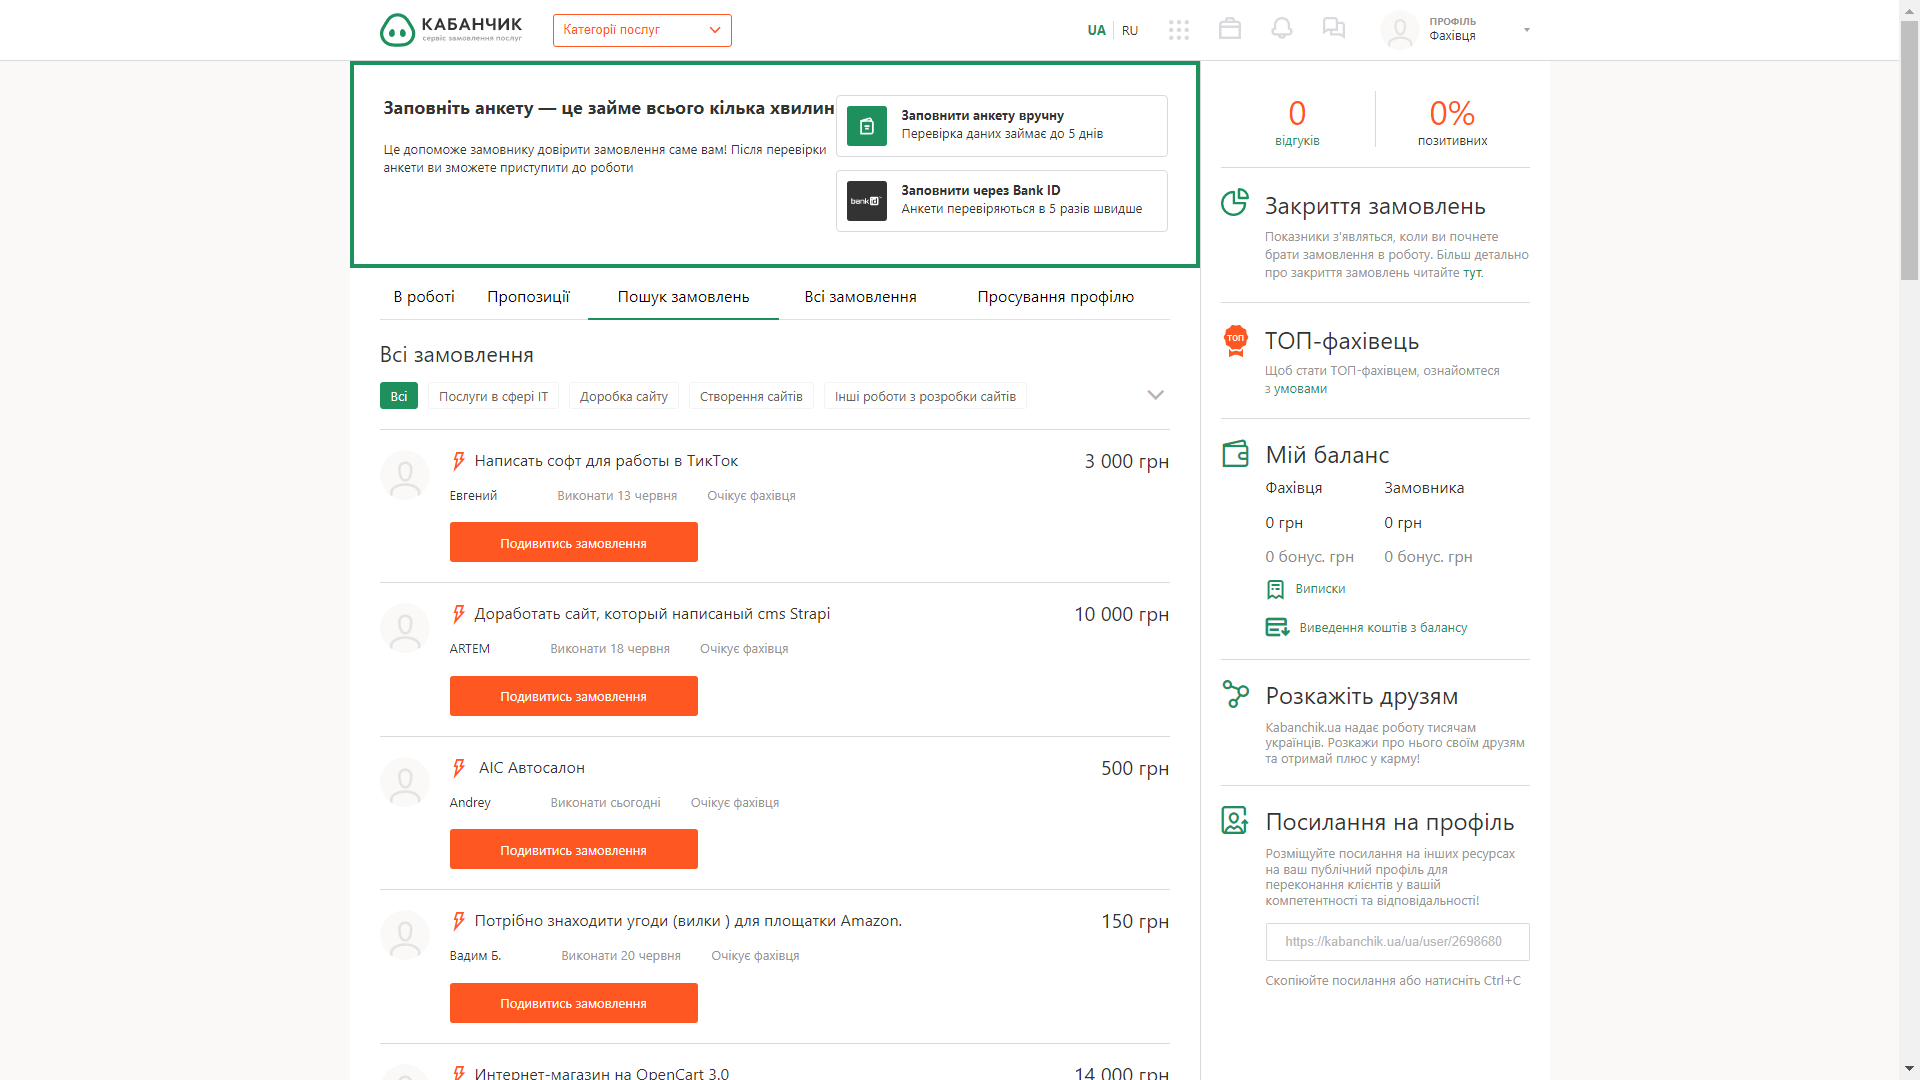 КАБАНЧИК
сервіс замовлення послуг
Категорії послуг
UA RU
ПРОФІЛЬ
Фахівця
Заповніть анкету — це займе всього кілька хвилин
Це допоможе замовнику довірити замовлення саме вам! Після перевірки
анкети ви зможете приступити до роботи
Заповнити анкету вручну
Перевірка даних займає до 5 днів
bank id
Заповнити через Bank ID
Анкети перевіряються в 5 разів швидше
В роботі Пропозиції Пошук замовлень Всі замовлення Просування профілю
Всі замовлення
Всі Послуги в сфері IT Доробка сайту Створення сайтів Інші роботи з розробки сайтів
Написать софт для работы в ТикТок 3 000 грн
Евгений Виконати 13 червня Очікує фахівця
Подивитись замовлення
Доработать сайт, который написаный cms Strapi 10 000 грн
ARTEM Виконати 18 червня Очікує фахівця
Подивитись замовлення
АІС Автосалон 500 грн
Andrey Виконати сьогодні Очікує фахівця
Подивитись замовлення
Потрібно знаходити угоди (вилки ) для площатки Amazon. 150 грн
Вадим Б. Виконати 20 червня Очікує фахівця
Подивитись замовлення
Интернет-магазин на OpenCart 3.0 14 000 грн
0 0%
відгуків позитивних
Закриття замовлень
Показники з'являться, коли ви почнете
брати замовлення в роботу. Більш детально
про закриття замовлень читайте тут.
ТОП
ТОП-фахівець
Щоб стати ТОП-фахівцем, ознайомтеся
з умовами
Мій баланс
Фахівця Замовника
0 грн 0 грн
0 бонус. грн 0 бонус. грн
Виписки
Виведення коштів з балансу
Розкажіть друзям
Kabanchik.ua надає роботу тисячам
українців. Розкажи про нього своїм друзям
та отримай плюс у карму!
Посилання на профіль
Розміщуйте посилання на інших ресурсах
на ваш публічний профіль для
переконання клієнтів у вашій
компетентності та відповідальності!
https://kabanchik.ua/ua/user/2698680
Скопіюйте посилання або натисніть Ctrl+C